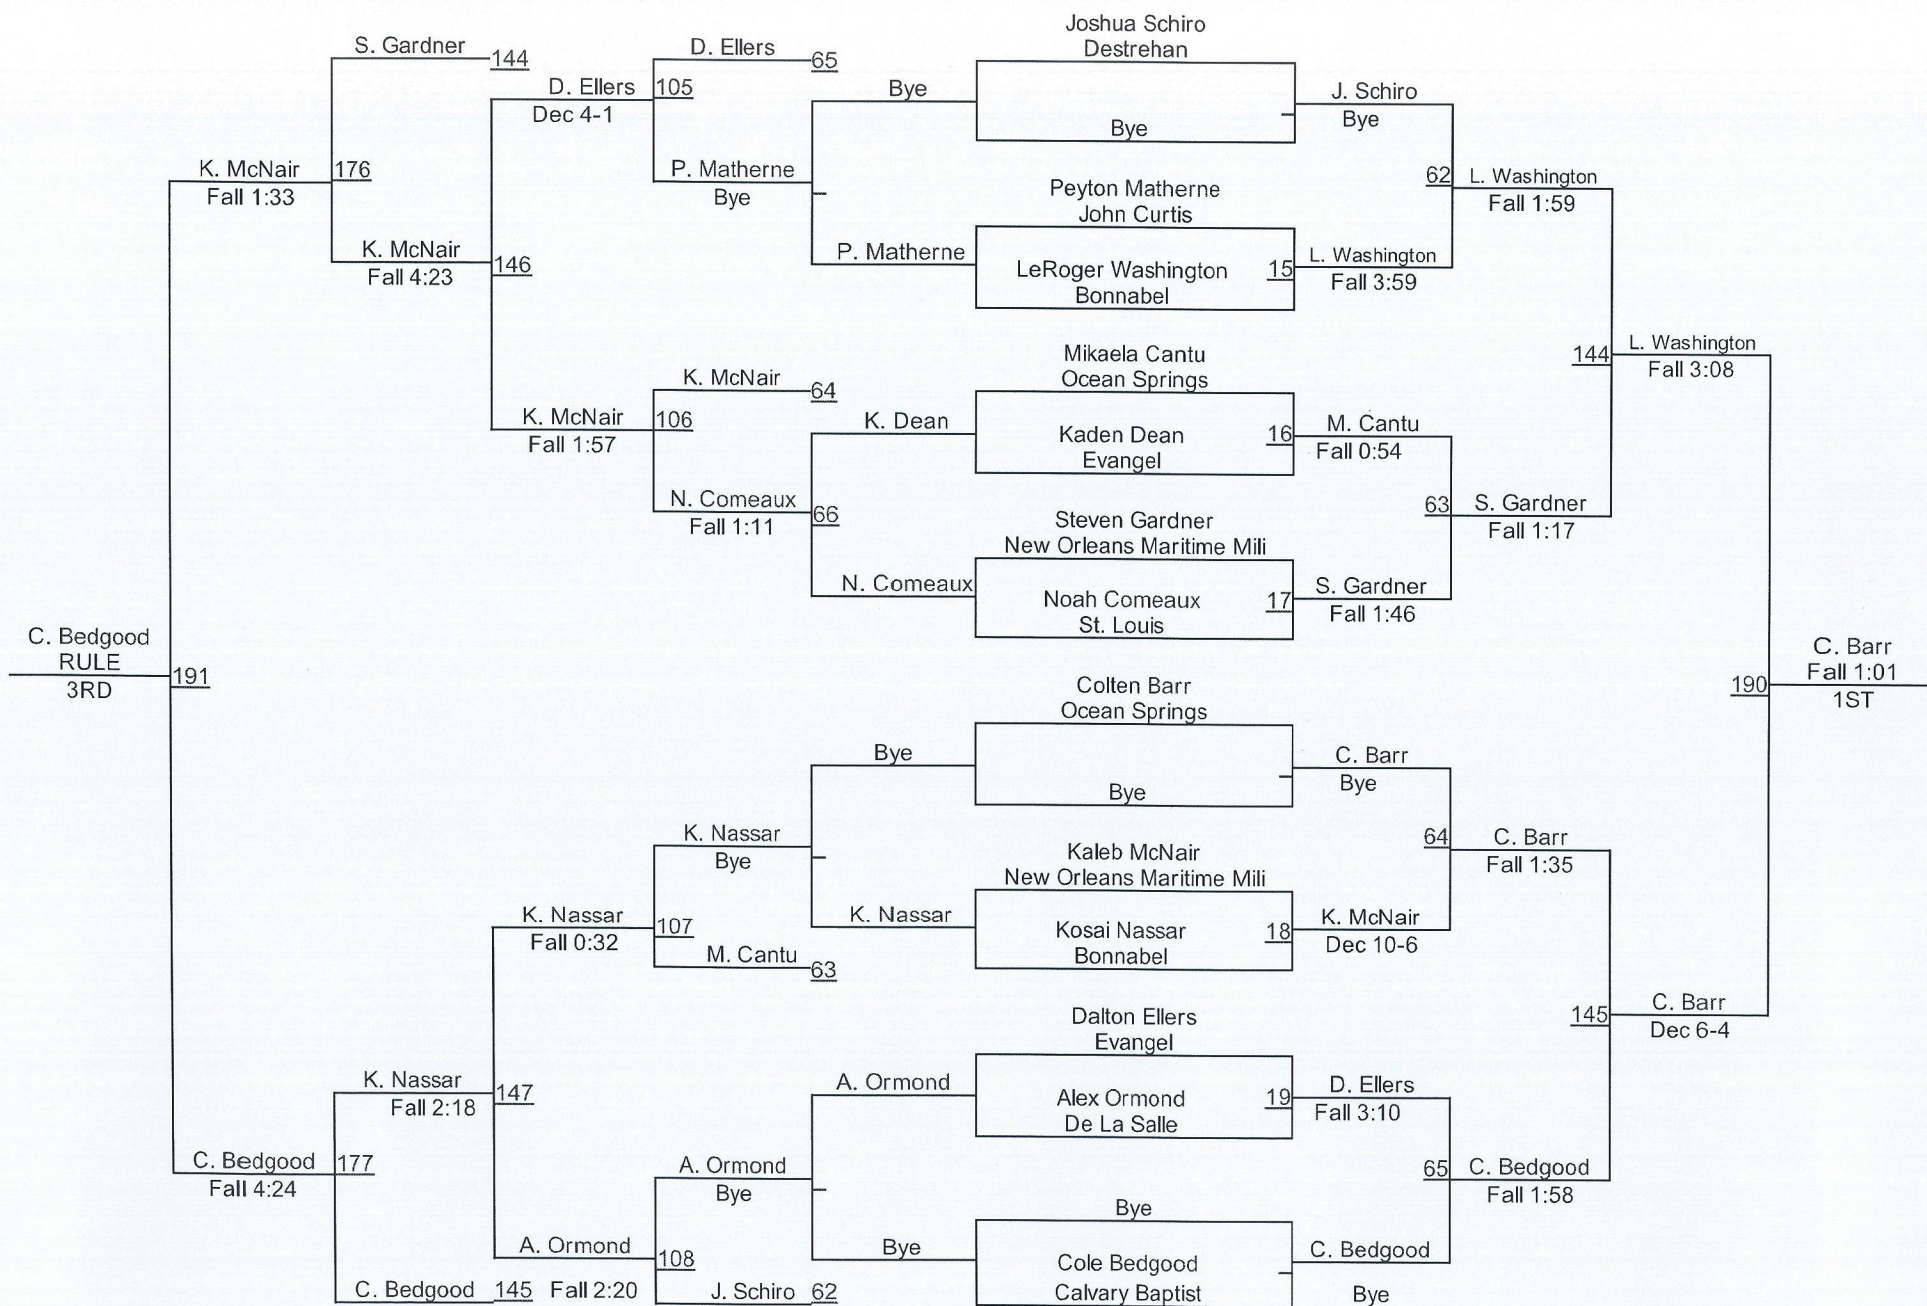 Joshua Schiro
Destrehan
S. Gardner
144
D. Ellers
65
D. Ellers
105
Dec 4-1
Bye
Bye
J. Schiro
Bye
K. McNair
176
Fall 1:33
P. Matherne
Bye
Peyton Matherne
John Curtis
62
L. Washington
Fall 1:59
K. McNair
Fall 4:23
146
P. Matherne
LeRoger Washington
Bonnabel
15
L. Washington
Fall 3:59
Mikaela Cantu
Ocean Springs
144
L. Washington
Fall 3:08
K. McNair
64
K. McNair
106
Fall 1:57
K. Dean
Kaden Dean
Evangel
16
M. Cantu
Fall 0:54
N. Comeaux
66
Fall 1:11
Steven Gardner
New Orleans Maritime Mili
63
S. Gardner
Fall 1:17
N. Comeaux
Noah Comeaux
St. Louis
17
S. Gardner
Fall 1:46
C. Bedgood
RULE
3RD
191
Colten Barr
Ocean Springs
190
C. Barr
Fall 1:01
1ST
Bye
Bye
C. Barr
Bye
K. Nassar
Bye
Kaleb McNair
New Orleans Maritime Mili
64
C. Barr
Fall 1:35
K. Nassar
107
Fall 0:32
K. Nassar
Kosai Nassar
Bonnabel
18
K. McNair
Dec 10-6
M. Cantu
63
Dalton Ellers
Evangel
145
C. Barr
Dec 6-4
K. Nassar
147
Fall 2:18
A. Ormond
Alex Ormond
De La Salle
19
D. Ellers
Fall 3:10
C. Bedgood
177
Fall 4:24
A. Ormond
Bye
65
C. Bedgood
Fall 1:58
Bye
A. Ormond
108
Bye
Cole Bedgood
Calvary Baptist
C. Bedgood
Bye
C. Bedgood
145
Fall 2:20
J. Schiro
62